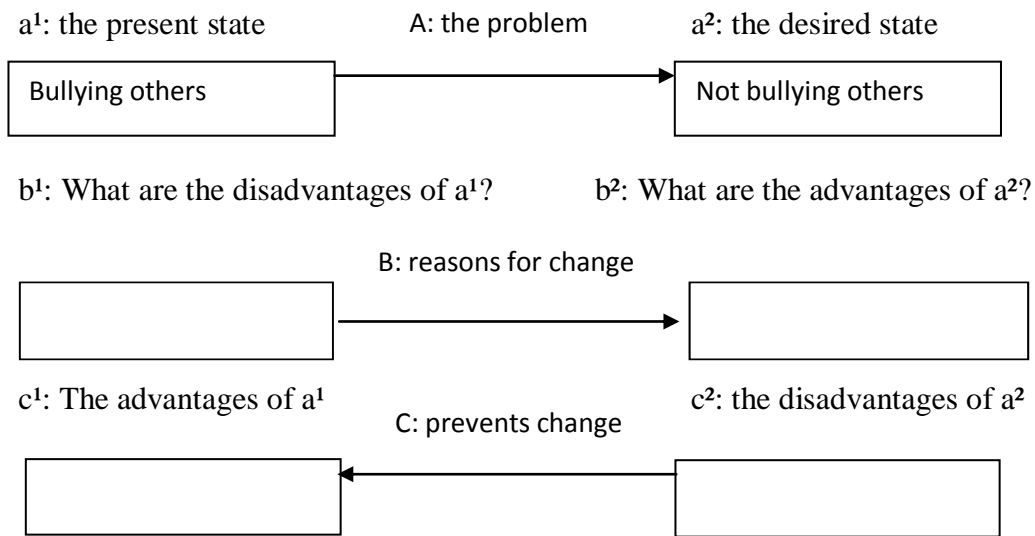 a¹: the present state A: the problem a²: the desired state
Bullying others Not bullying others
b¹: What are the disadvantages of a¹? b²: What are the advantages of a²?
B: reasons for change
c¹: The advantages of a¹ c²: the disadvantages of a²
C: prevents change